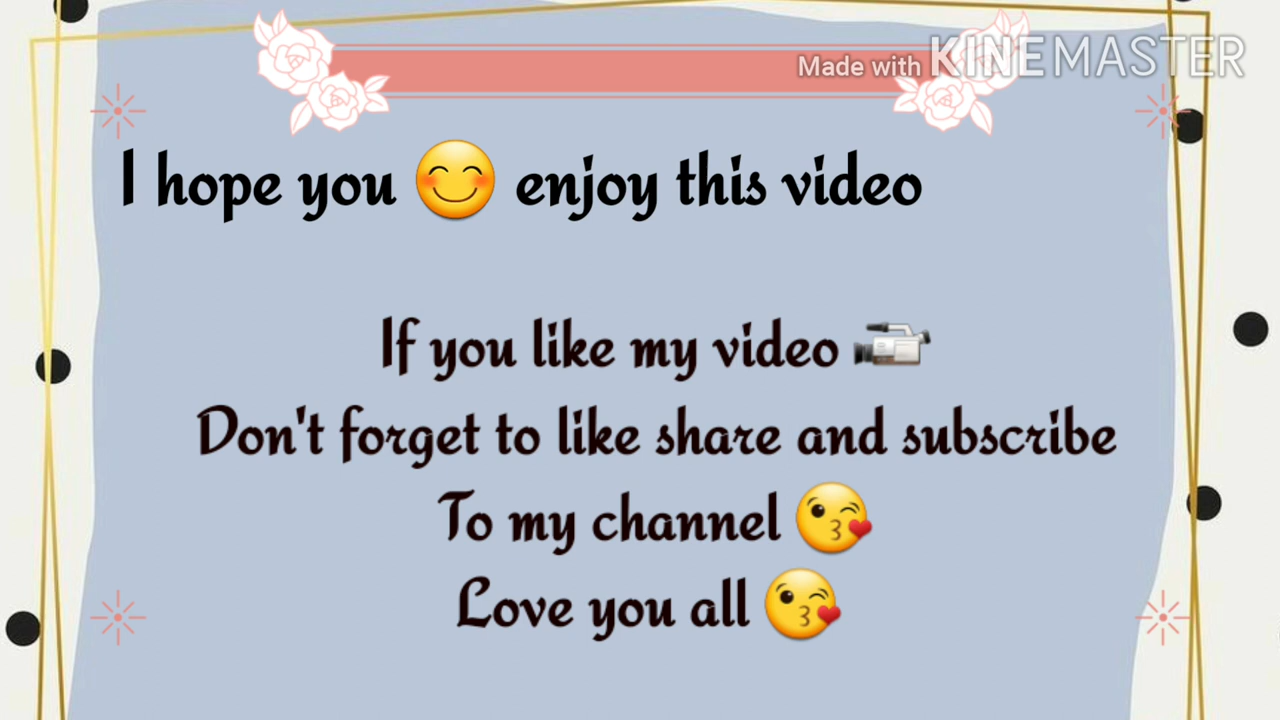 Made with KINEMASTER
I hope you 😊 enjoy this video
If you like my video 📹
Don't forget to like share and subscribe
To my channel 😘
Love you all 😘